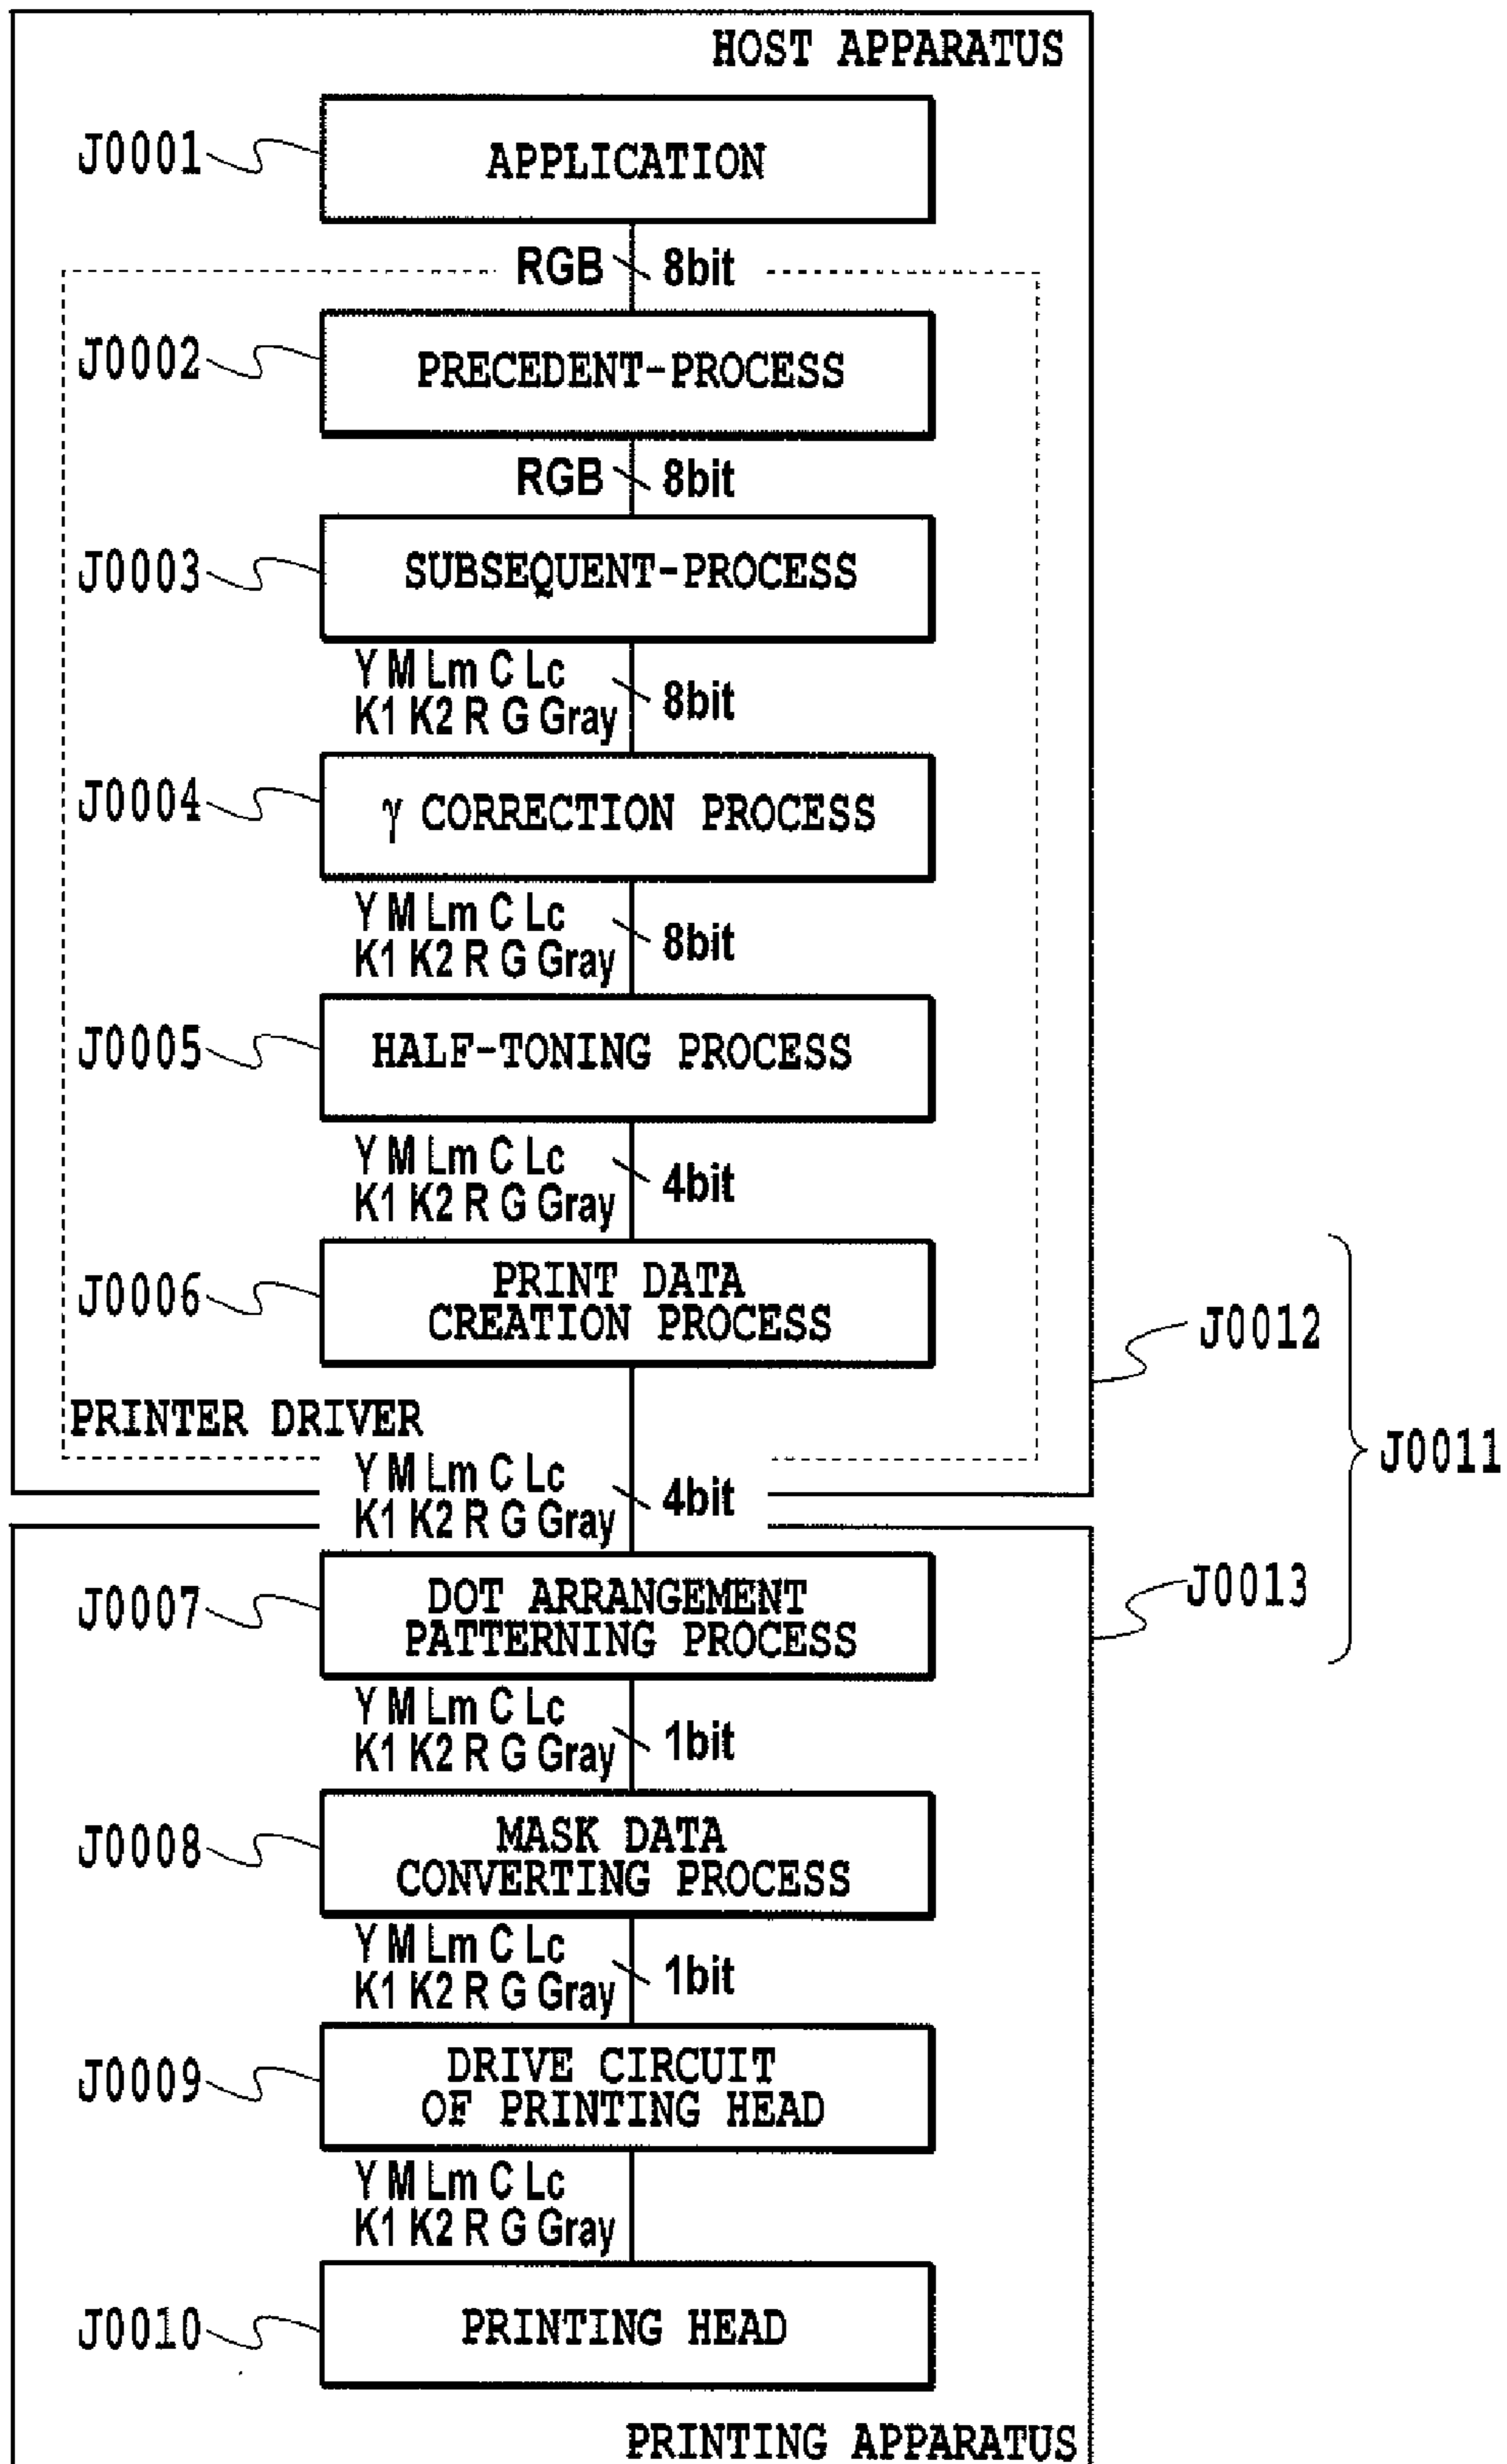 HOST APPARATUS
J0001
APPLICATION
RGB 8bit
J0002
PRECEDENT-PROCESS
RGB 8bit
J0003
SUBSEQUENT-PROCESS
Y M Lm C Lc
K1 K2 R G Gray
8bit
J0004
γ CORRECTION PROCESS
Y M Lm C Lc
K1 K2 R G Gray
8bit
J0005
HALF-TONING PROCESS
Y M Lm C Lc
K1 K2 R G Gray
4bit
J0006
PRINT DATA
CREATION PROCESS
J0012
J0011
PRINTER DRIVER
Y M Lm C Lc
K1 K2 R G Gray
4bit
J0007
DOT ARRANGEMENT
PATTERNING PROCESS
J0013
Y M Lm C Lc
K1 K2 R G Gray
1bit
J0008
MASK DATA
CONVERTING PROCESS
Y M Lm C Lc
K1 K2 R G Gray
1bit
J0009
DRIVE CIRCUIT
OF PRINTING HEAD
Y M Lm C Lc
K1 K2 R G Gray
J0010
PRINTING HEAD
PRINTING APPARATUS